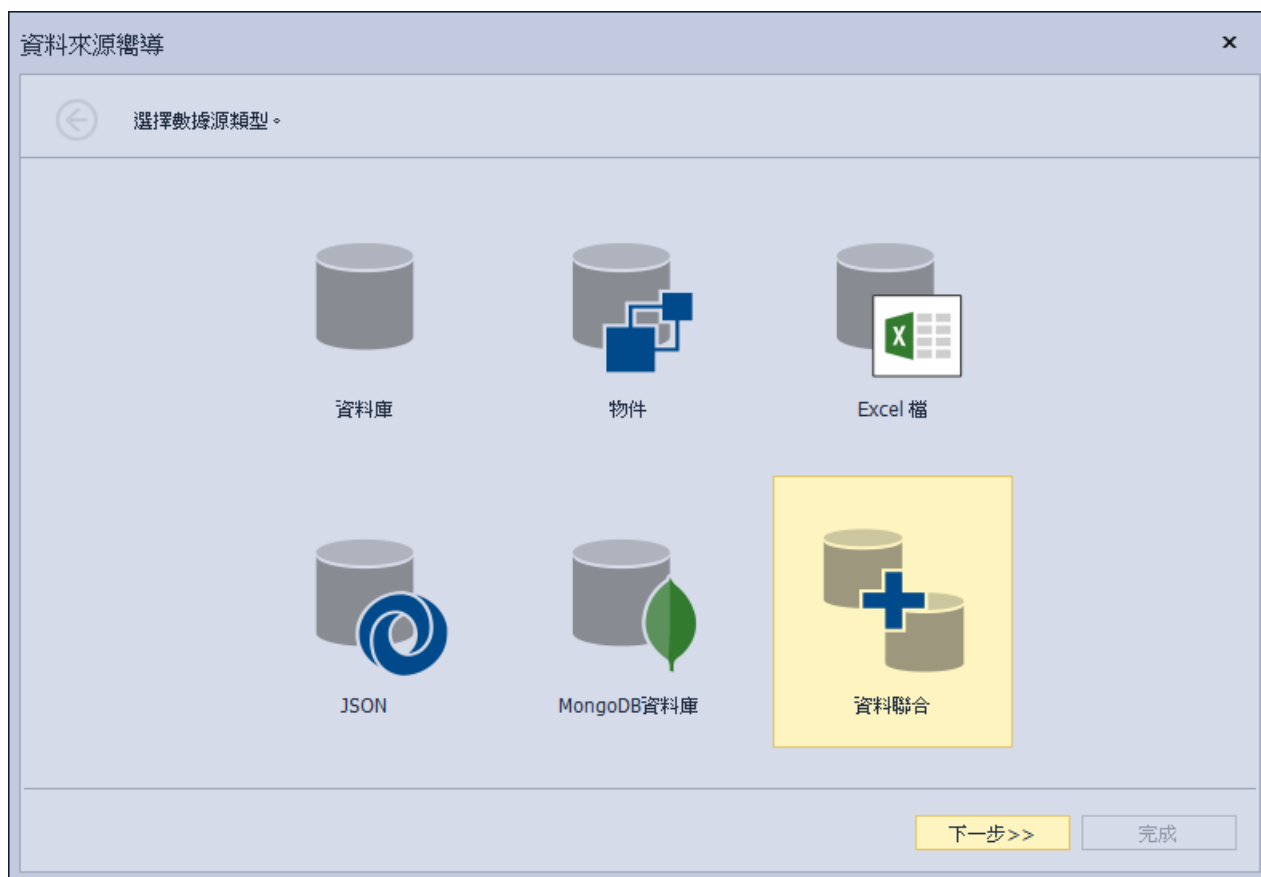 資料來源嚮導
選擇數據源類型。
資料庫
物件
Excel 檔
JSON
MongoDB資料庫
資料聯合
下一步>>
完成